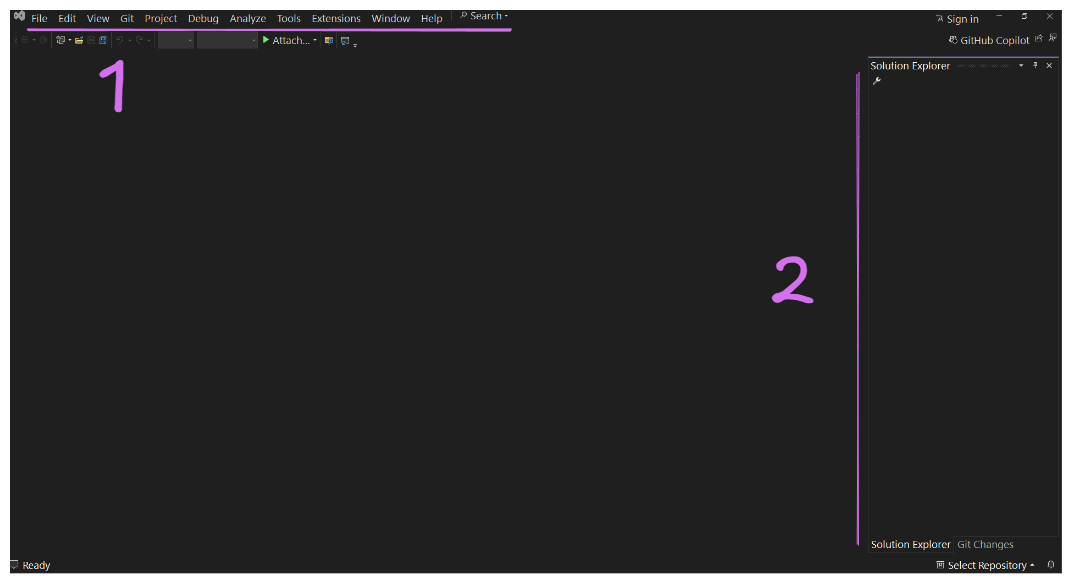 File Edit View Git Project Debug Analyze Tools Extensions Window Help Search Sign in
Attach... GitHub Copilot
Solution Explorer
1
2
Solution Explorer Git Changes
Ready Select Repository